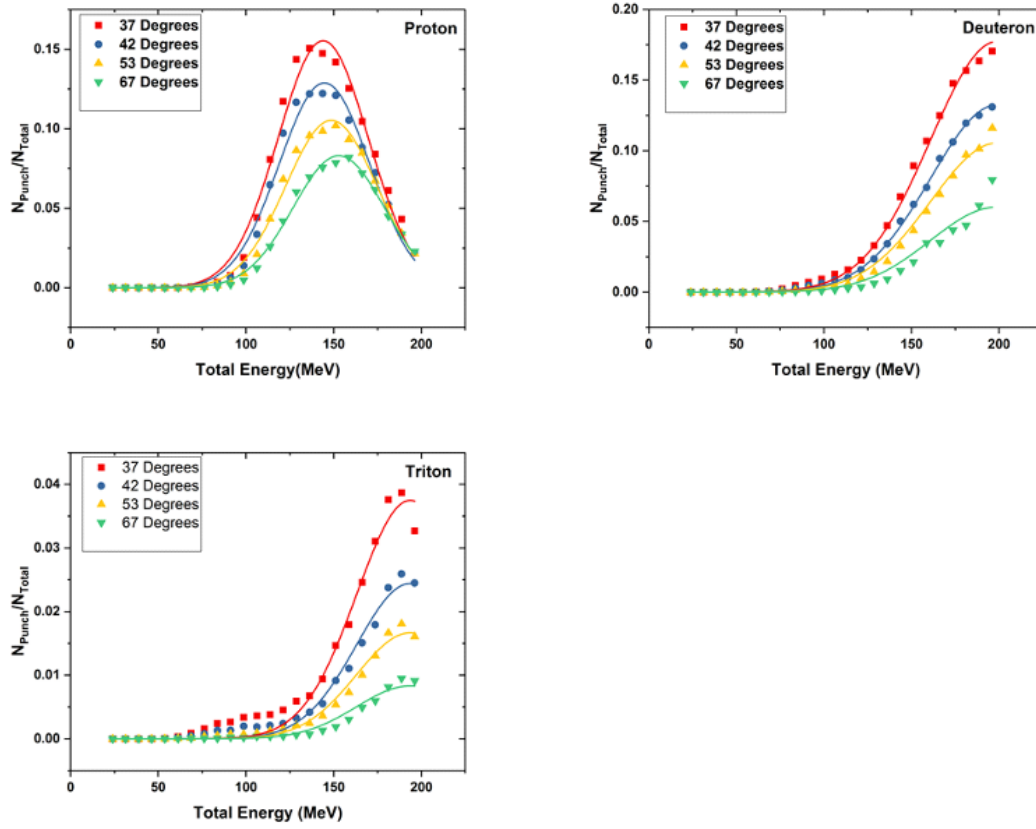 Proton
37 Degrees
42 Degrees
53 Degrees
67 Degrees
0.15
0.10
0.05
0.00
N_Punch/N_Total
0
50
100
150
200
Total Energy(MeV)
Deuteron
37 Degrees
42 Degrees
53 Degrees
67 Degrees
0.20
0.15
0.10
0.05
0.00
N_Punch/N_Total
0
50
100
150
200
Total Energy (MeV)
Triton
37 Degrees
42 Degrees
53 Degrees
67 Degrees
0.04
0.03
0.02
0.01
0.00
N_Punch/N_Total
0
50
100
150
200
Total Energy (MeV)